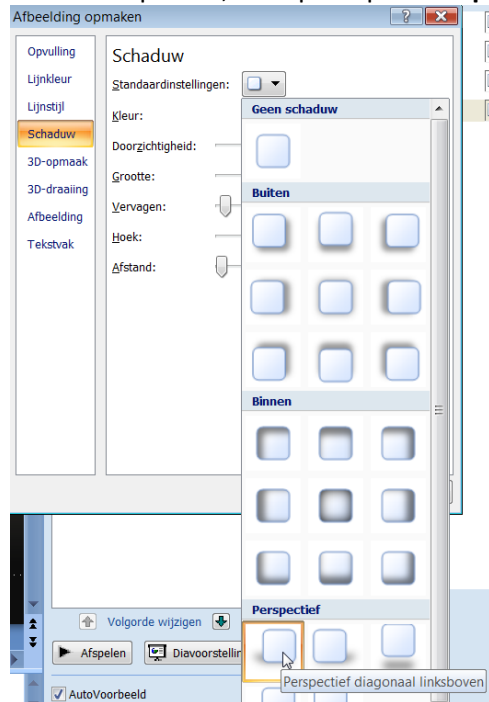 Afbeelding opmaken
Opvulling
Lijnkleur
Lijnstijl
Schaduw
3D-opmaak
3D-draaiing
Afbeelding
Tekstvak
Schaduw
Standaardinstellingen:
Kleur:
Doorzichtigheid:
Grootte:
Vervagen:
Hoek:
Afstand:
Geen schaduw
Buiten
Binnen
Perspectief
Perspectief diagonaal linksboven
Volgorde wijzigen
Afspelen
AutoVoorbeeld